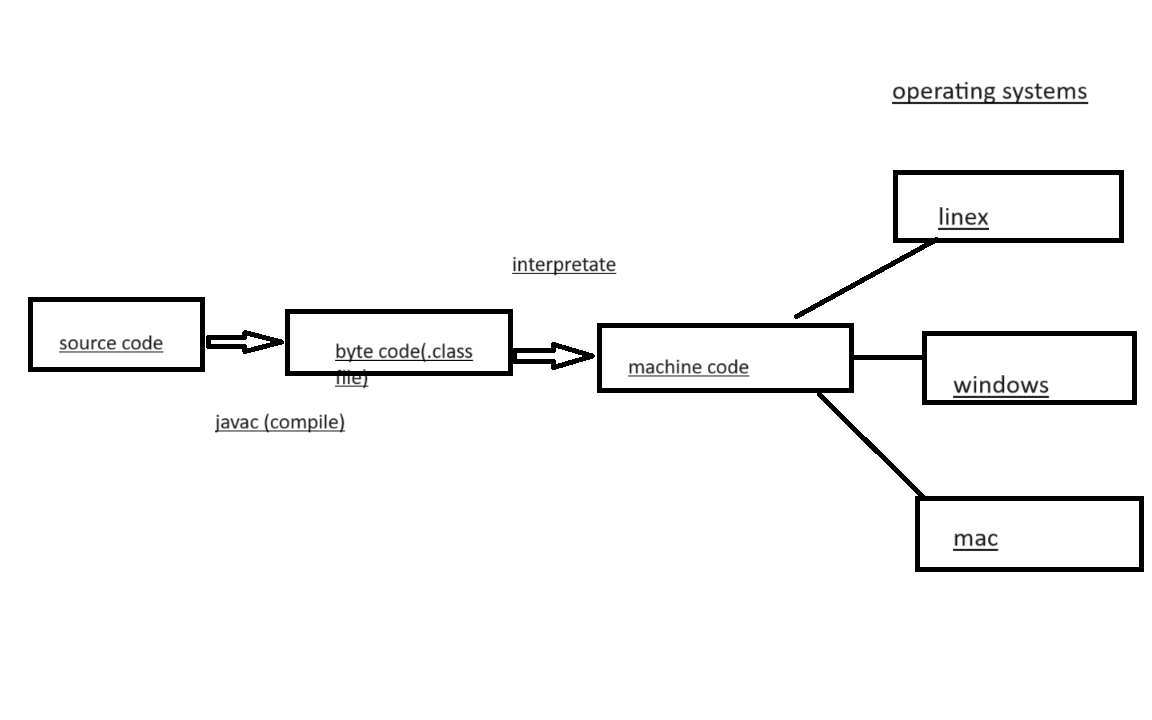 operating systems
linex
interpretate
source code
byte code(.class
file)
machine code
windows
javac (compile)
mac